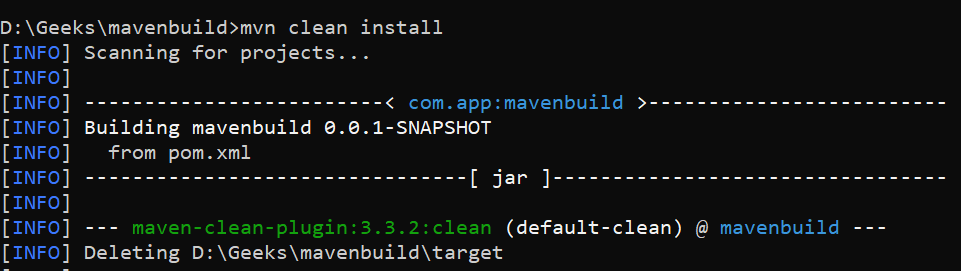 D:\Geeks\mavenbuild>mvn clean install
[INFO] Scanning for projects...
[INFO]
[INFO] -------------------------< com.app:mavenbuild >-------------------------
[INFO] Building mavenbuild 0.0.1-SNAPSHOT
[INFO]   from pom.xml
[INFO] --------------------------------[ jar ]---------------------------------
[INFO]
[INFO] --- maven-clean-plugin:3.3.2:clean (default-clean) @ mavenbuild ---
[INFO] Deleting D:\Geeks\mavenbuild\target